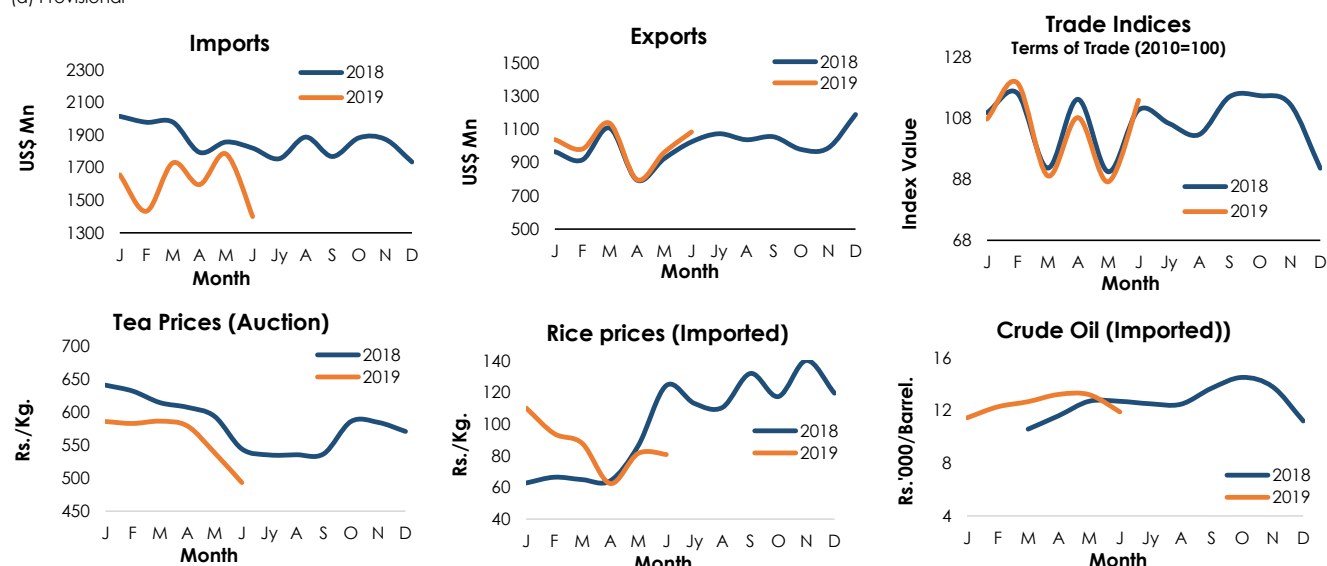 (a) Provisional
Imports
US$ Mn
2300
2100
1900
1700
1500
1300
2018
2019
J F M A M J Jy A S O N D
Month
Exports
US$ Mn
1500
1300
1100
900
700
500
2018
2019
J F M A M J Jy A S O N D
Month
Trade Indices
Terms of Trade (2010=100)
Index Value
128
108
88
68
2018
2019
J F M A M J Jy A S O N D
Month
Tea Prices (Auction)
Rs./Kg.
700
650
600
550
500
450
2018
2019
J F M A M J Jy A S O N D
Month
Rice prices (Imported)
Rs./Kg.
140
120
100
80
60
40
2018
2019
J F M A M J Jy A S O N D
Month
Crude Oil (Imported))
Rs.'000/Barrel.
16
12
8
4
2018
2019
J F M A M J Jy A S O N D
Month